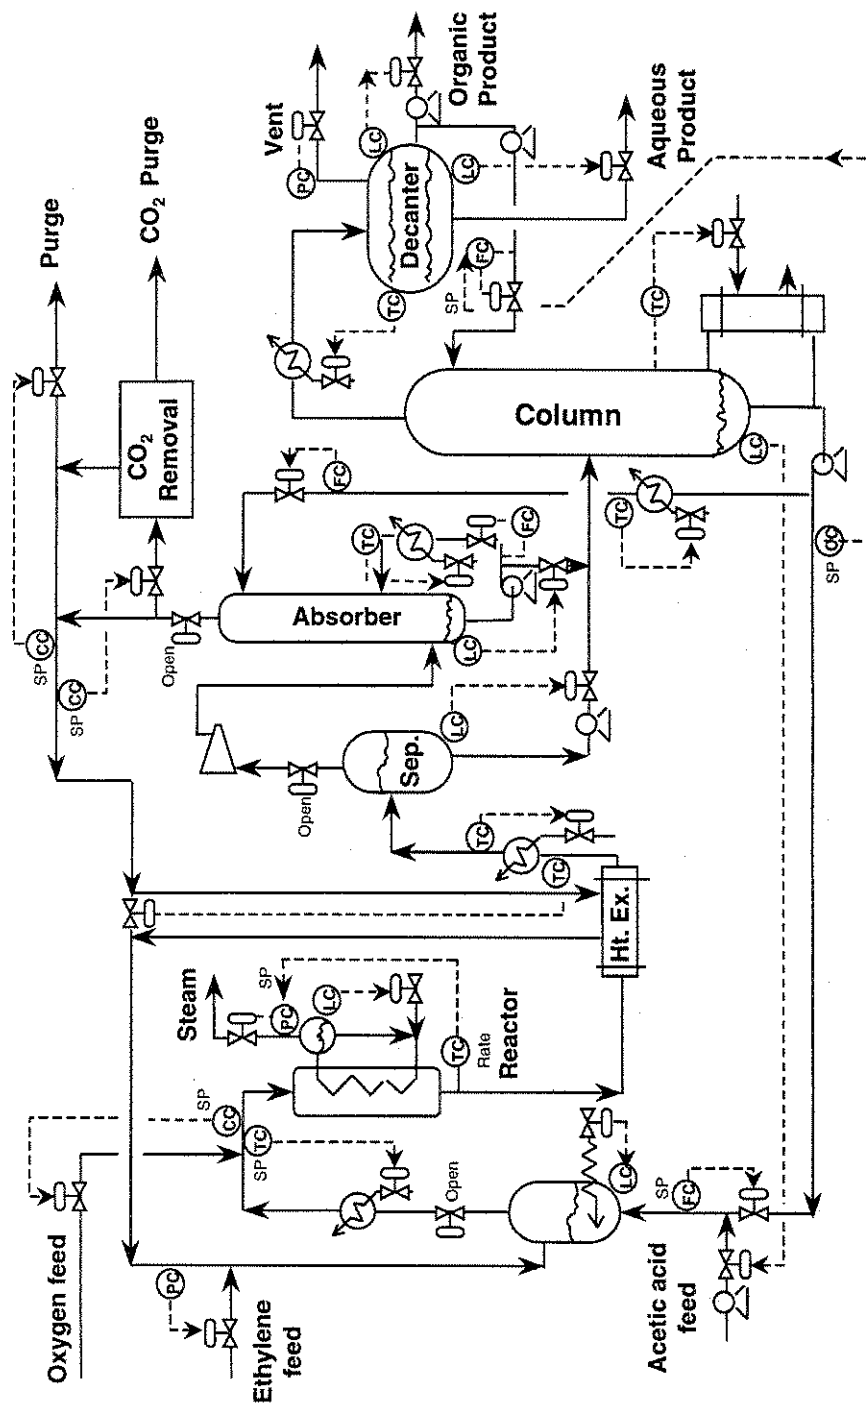 Oxygen feed
SP CC
Purge
SP CC
CO₂
Removal
CO₂ Purge
PC
Open
Steam
SP
CC
Ethylene
feed
SP TC
SP
PC
Vent
PC
LC
FC
Absorber
Open
TC
LC
TC
Decanter
Sep.
Open
TC
Rate
Reactor
LC
LC
SP
FC
LC
Organic
Product
TC
FC
Column
TC
Ht. Ex.
LC
TC
TC
Acetic acid
feed
SP
FC
Aqueous
Product
LC
SP CC